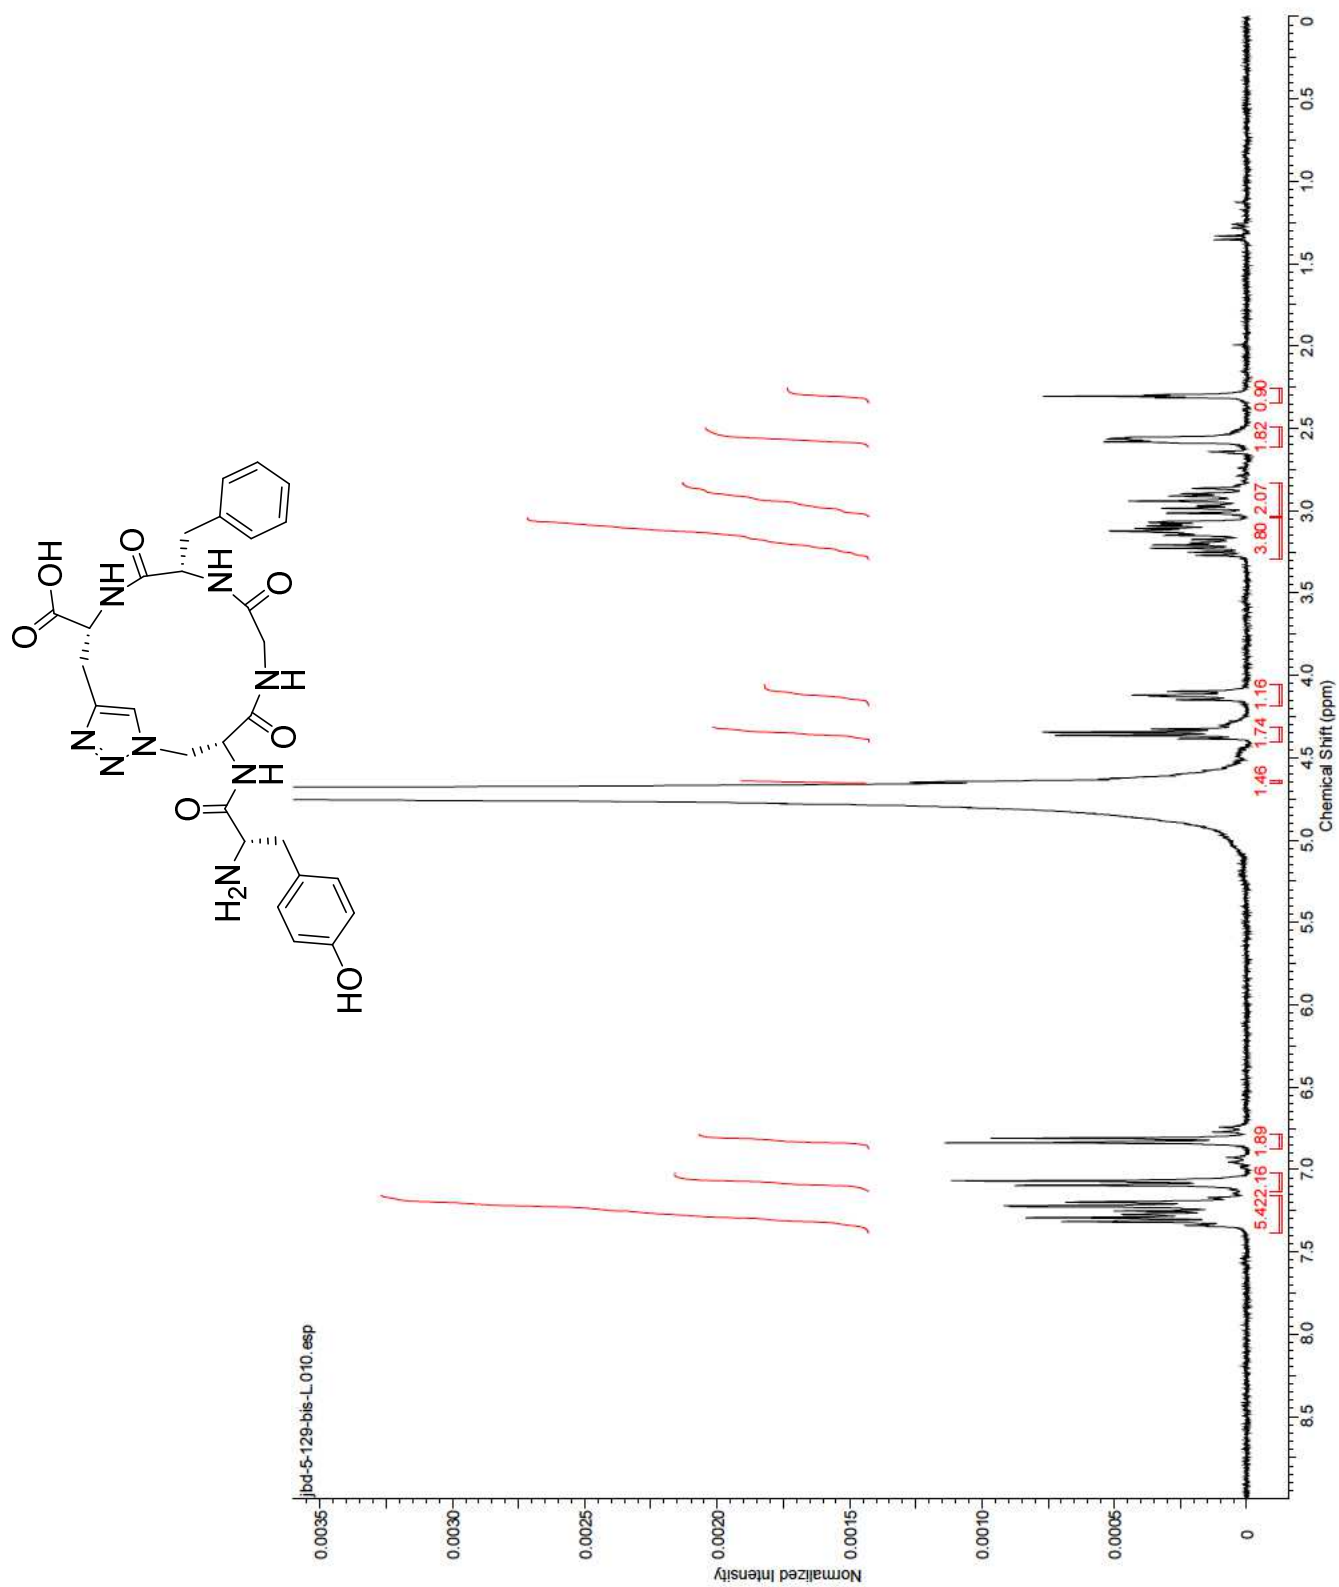 jbd-5-129-bis-L.010.esp
O
OH
NH
O
NH
O
N
H
O
N
H
O
H2N
HO
N
N
N
Normalized Intensity
0.0035
0.0030
0.0025
0.0020
0.0015
0.0010
0.0005
0
5.42
2.16
1.89
1.46
1.74
1.16
3.80
2.07
1.82
0.90
8.5
8.0
7.5
7.0
6.5
6.0
5.5
5.0
4.5
4.0
3.5
3.0
2.5
2.0
1.5
1.0
0.5
0
Chemical Shift (ppm)